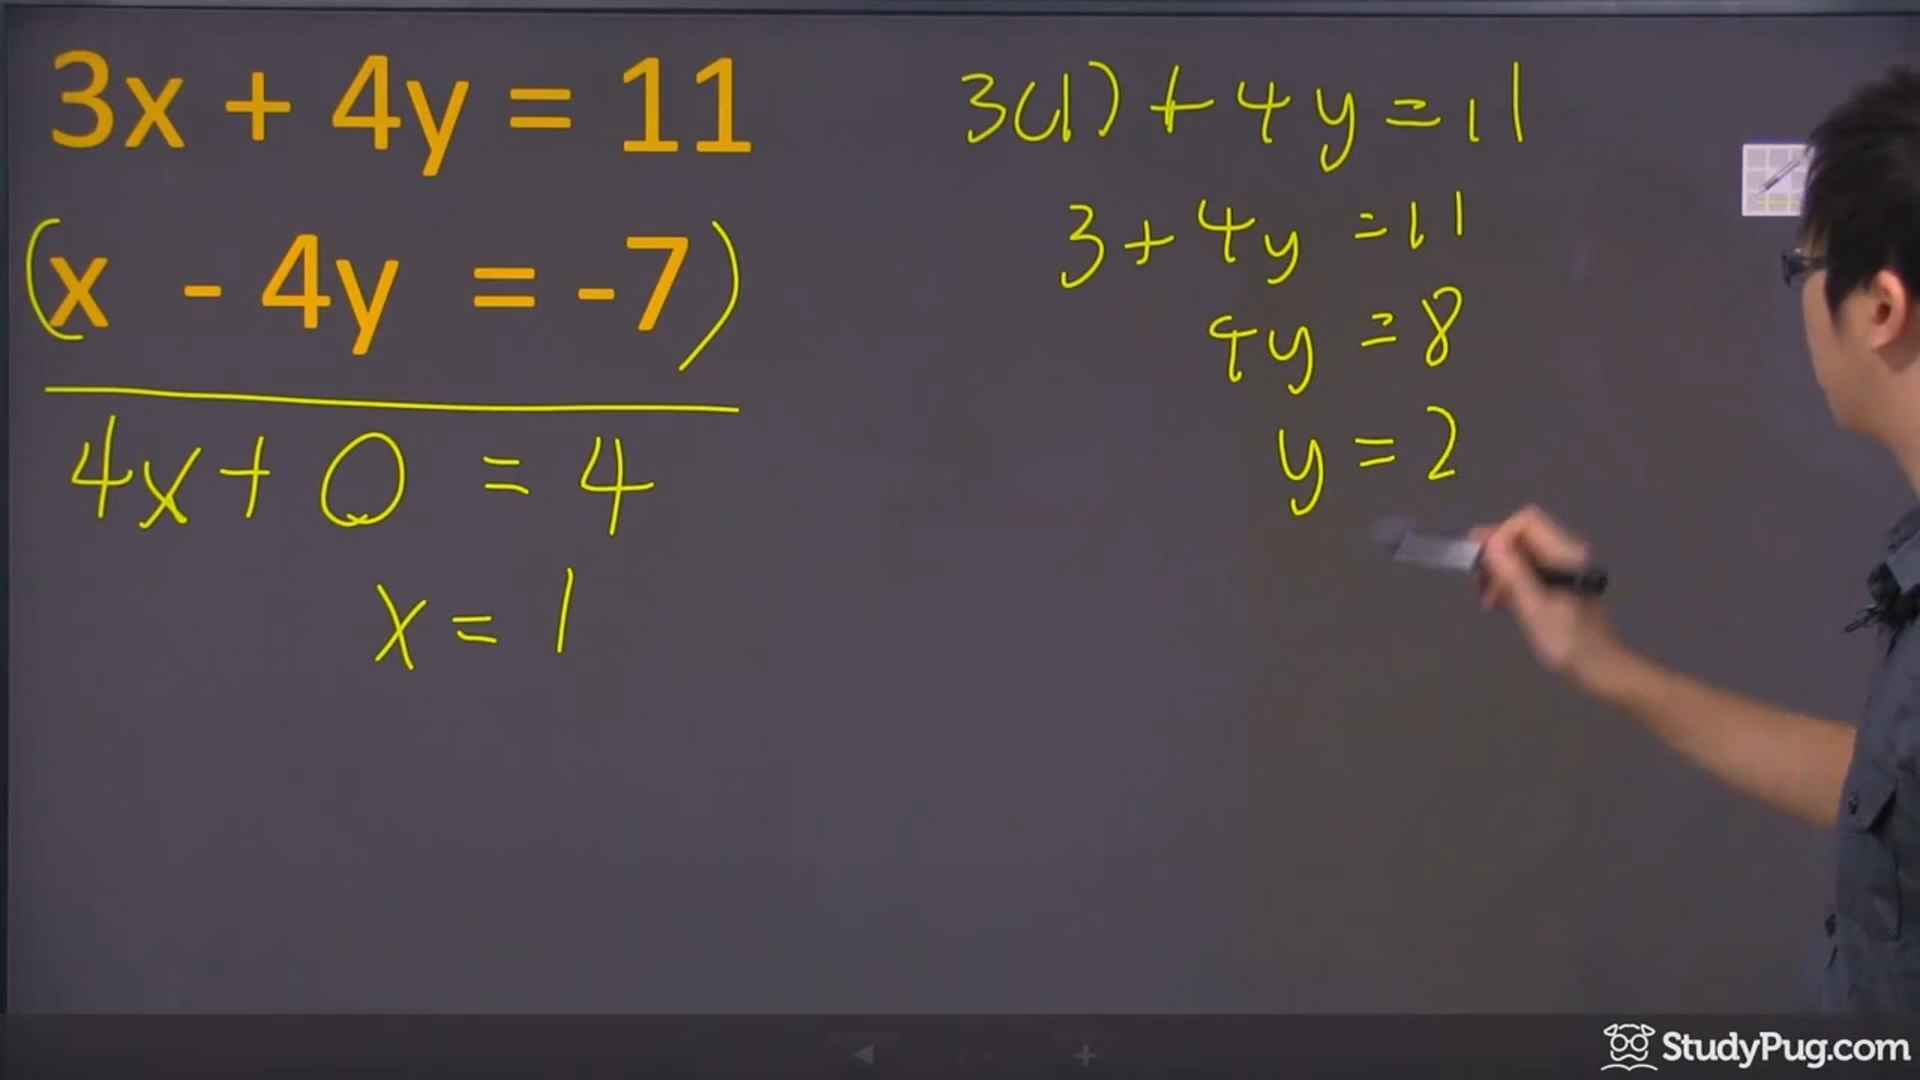 3x + 4y = 11
(x - 4y = -7)
4x + 0 = 4
x = 1
3(1) + 4y = 11
3 + 4y = 11
4y = 8
y = 2
StudyPug.com